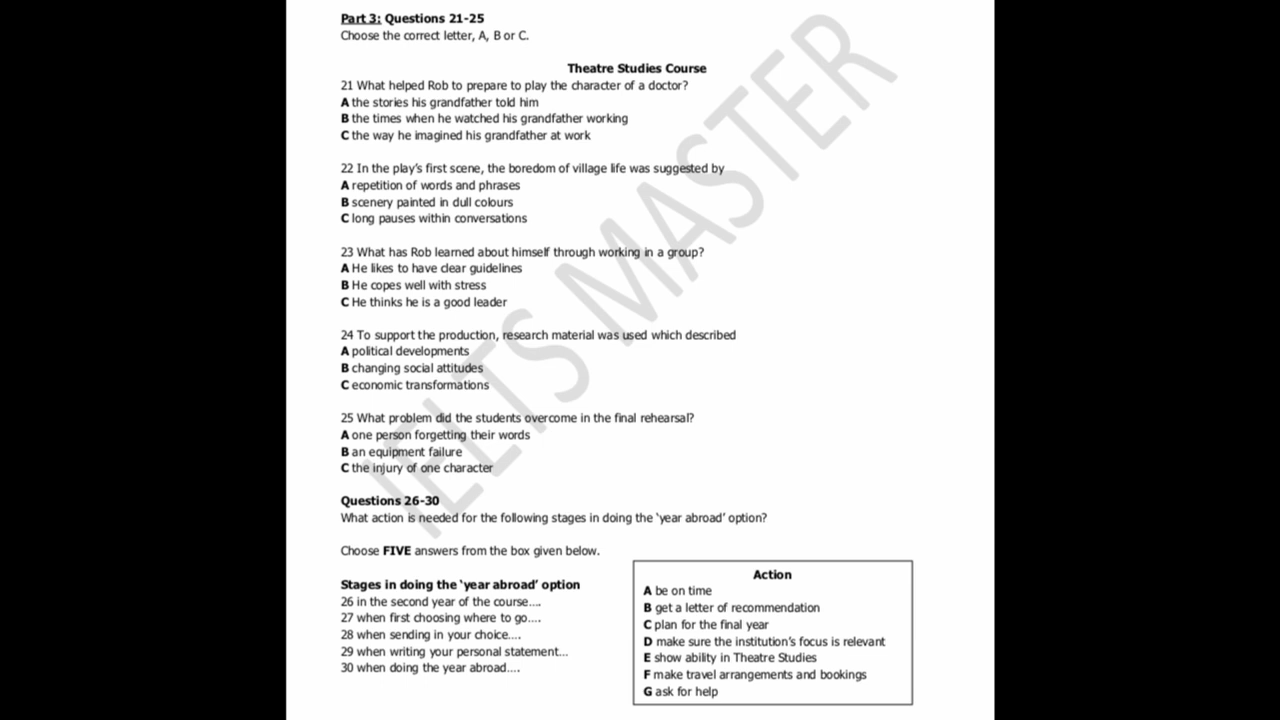 Part 3: Questions 21-25
Choose the correct letter, A, B or C.
Theatre Studies Course
21 What helped Rob to prepare to play the character of a doctor?
A the stories his grandfather told him
B the times when he watched his grandfather working
C the way he imagined his grandfather at work
22 In the play's first scene, the boredom of village life was suggested by
A repetition of words and phrases
B scenery painted in dull colours
C long pauses within conversations
23 What has Rob learned about himself through working in a group?
A He likes to have clear guidelines
B He copes well with stress
C He thinks he is a good leader
24 To support the production, research material was used which described
A political developments
B changing social attitudes
C economic transformations
25 What problem did the students overcome in the final rehearsal?
A one person forgetting their words
B an equipment failure
C the injury of one character
Questions 26-30
What action is needed for the following stages in doing the 'year abroad' option?
Choose FIVE answers from the box given below.
Stages in doing the 'year abroad' option
26 in the second year of the course....
27 when first choosing where to go....
28 when sending in your choice....
29 when writing your personal statement...
30 when doing the year abroad....
Action
A be on time
B get a letter of recommendation
C plan for the final year
D make sure the institution's focus is relevant
E show ability in Theatre Studies
F make travel arrangements and bookings
G ask for help
IELTS MASTER